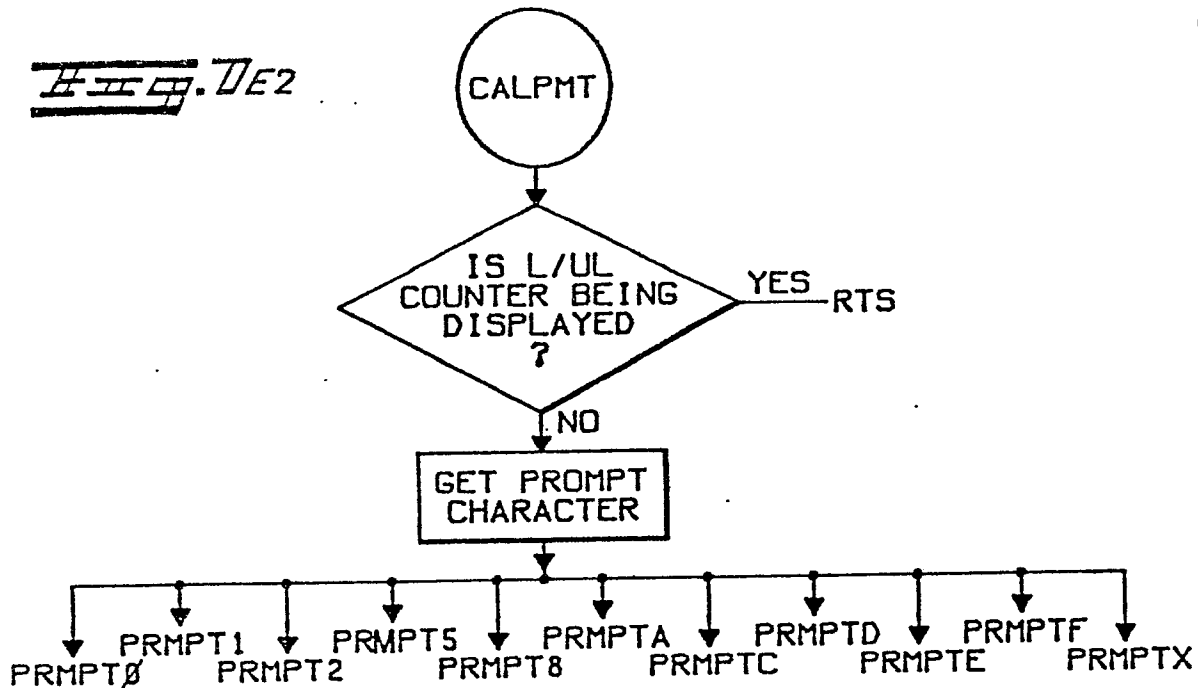 Fig. 7E2
CALPMT
IS L/UL
COUNTER BEING
DISPLAYED
?
YES
RTS
NO
GET PROMPT
CHARACTER
PRMPTØ
PRMPT1
PRMPT2
PRMPT5
PRMPT8
PRMPTA
PRMPTC
PRMPTD
PRMPTE
PRMPTF
PRMPTX